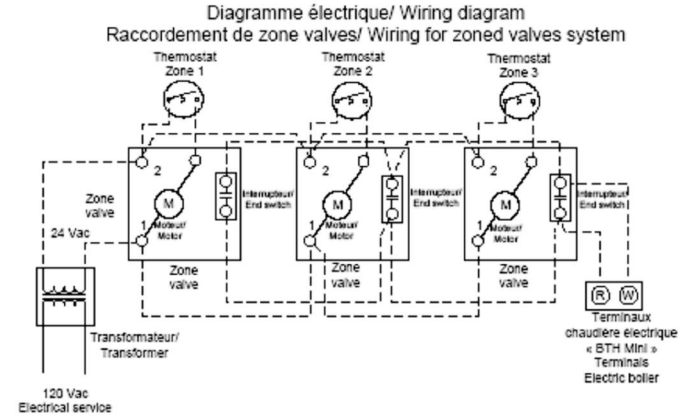 Diagramme électrique/ Wiring diagram
Raccordement de zone valves/ Wiring for zoned valves system
Thermostat
Zone 1
Thermostat
Zone 2
Thermostat
Zone 3
2
M
1
Moteur/
Motor
Interrupteur/
End switch
2
M
1
Moteur/
Motor
Interrupteur/
End switch
2
M
1
Moteur/
Motor
Interrupteur/
End switch
Zone
valve
24 Vac
Zone
valve
Zone
valve
Zone
valve
R W
Transformateur/
Transformer
Terminaux
chaudière électrique
« BTH Mini »
Terminals
Electric boiler
120 Vac
Electrical service